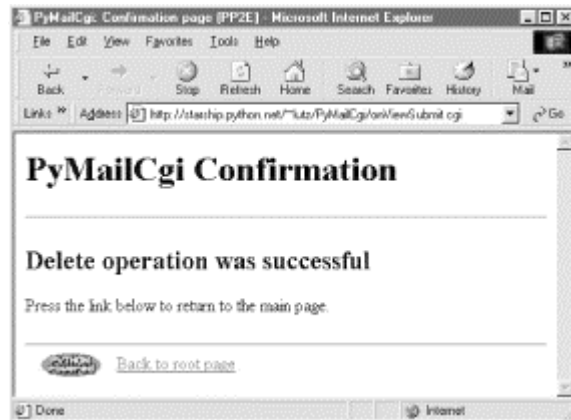 PyMailCgi: Confirmation page (PP2E) - Microsoft Internet Explorer
File Edit View Favorites Tools Help
Back Forward Stop Refresh Home Search Favorites History Mail
Links » Address http://starship.python.net/~lutz/PyMailCgi/onViewSubmit.cgi Go
PyMailCgi Confirmation
Delete operation was successful
Press the link below to return to the main page.
Back to root page
Done Internet